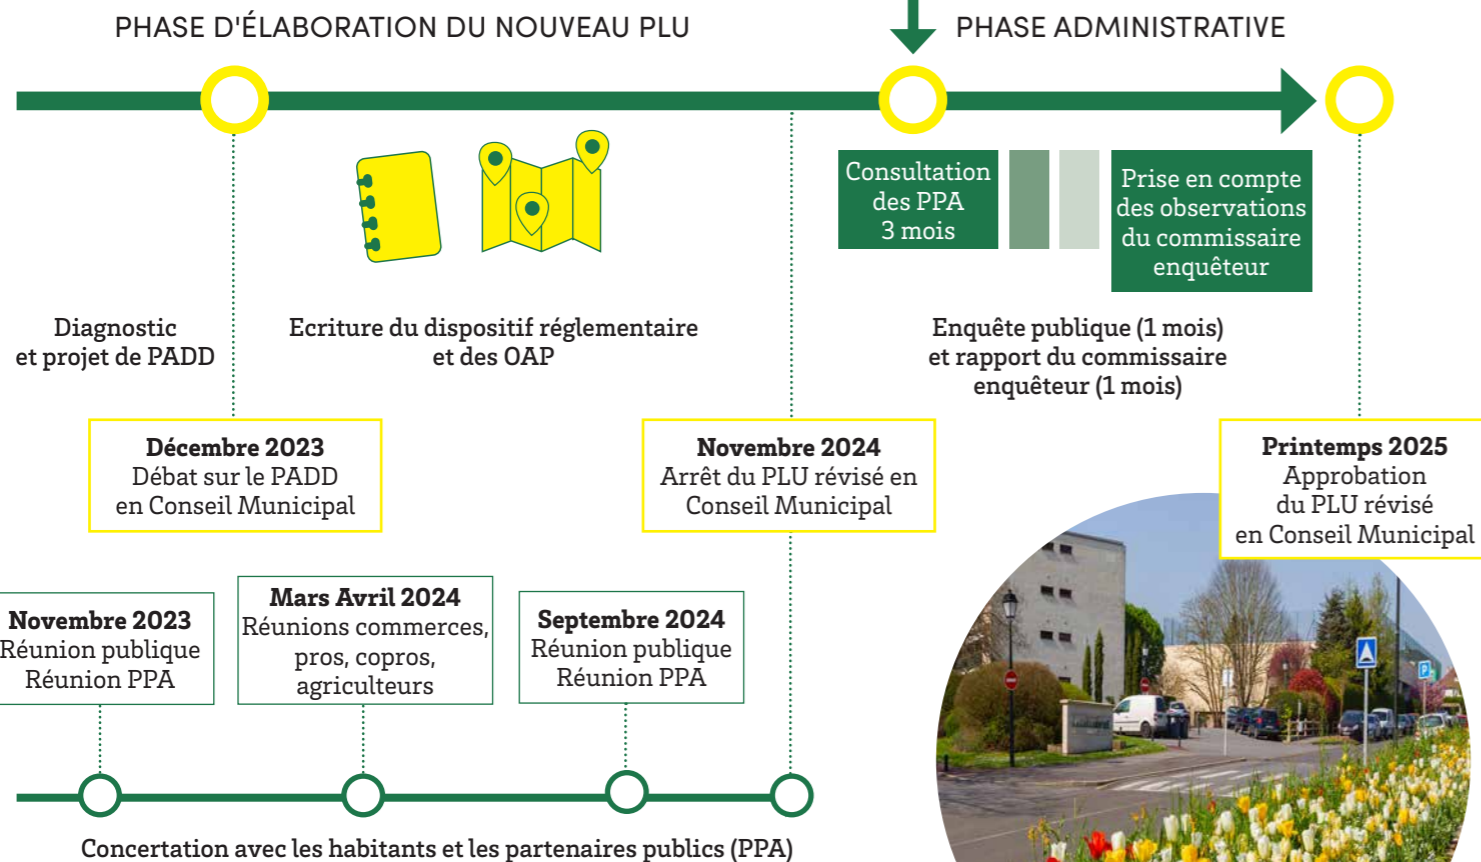 PHASE D'ÉLABORATION DU NOUVEAU PLU
PHASE ADMINISTRATIVE
Consultation
des PPA
3 mois
Prise en compte
des observations
du commissaire
enquêteur
Diagnostic
et projet de PADD
Ecriture du dispositif réglementaire
et des OAP
Enquête publique (1 mois)
et rapport du commissaire
enquêteur (1 mois)
Décembre 2023
Débat sur le PADD
en Conseil Municipal
Novembre 2024
Arrêt du PLU révisé en
Conseil Municipal
Printemps 2025
Approbation
du PLU révisé
en Conseil Municipal
Novembre 2023
Réunion publique
Réunion PPA
Mars Avril 2024
Réunions commerces,
pros, copros,
agriculteurs
Septembre 2024
Réunion publique
Réunion PPA
P
Concertation avec les habitants et les partenaires publics (PPA)